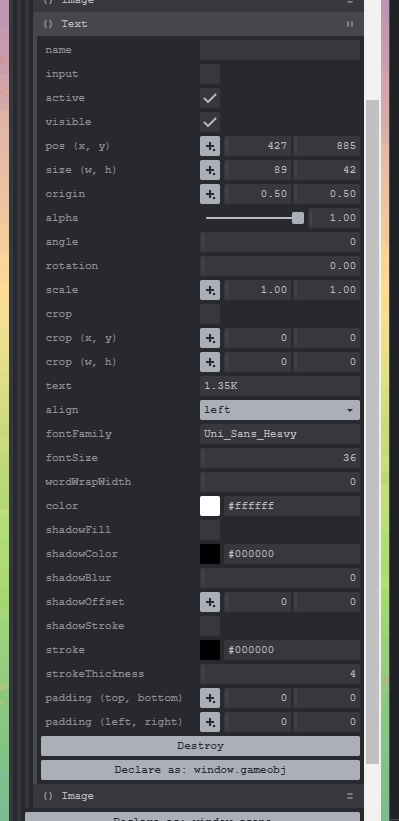 () Image
() Text
name
input
active
visible
pos (x, y) 427 885
size (w, h) 89 42
origin 0.50 0.50
alpha 1.00
angle 0
rotation 0.00
scale 1.00 1.00
crop
crop (x, y) 0 0
crop (w, h) 0 0
text 1.35K
align left
fontFamily Uni_Sans_Heavy
fontSize 36
wordWrapWidth 0
color #ffffff
shadowFill
shadowColor #000000
shadowBlur 0
shadowOffset 0 0
shadowStroke
stroke #000000
strokeThickness 4
padding (top, bottom) 0 0
padding (left, right) 0 0
Destroy
Declare as: window.gameobj
() Image
Declare as: window.scene